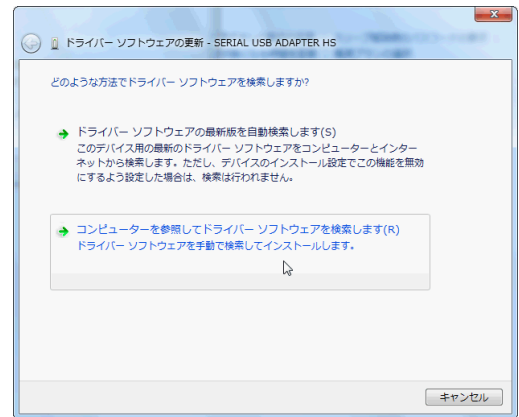 ドライバー ソフトウェアの更新 - SERIAL USB ADAPTER HS
どのような方法でドライバー ソフトウェアを検索しますか?
ドライバー ソフトウェアの最新版を自動検索します(S)
このデバイス用の最新のドライバー ソフトウェアをコンピューターとインター
ネットから検索します。ただし、デバイスのインストール設定でこの機能を無効
にするよう設定した場合は、検索は行われません。
コンピューターを参照してドライバー ソフトウェアを検索します(R)
ドライバー ソフトウェアを手動で検索してインストールします。
キャンセル